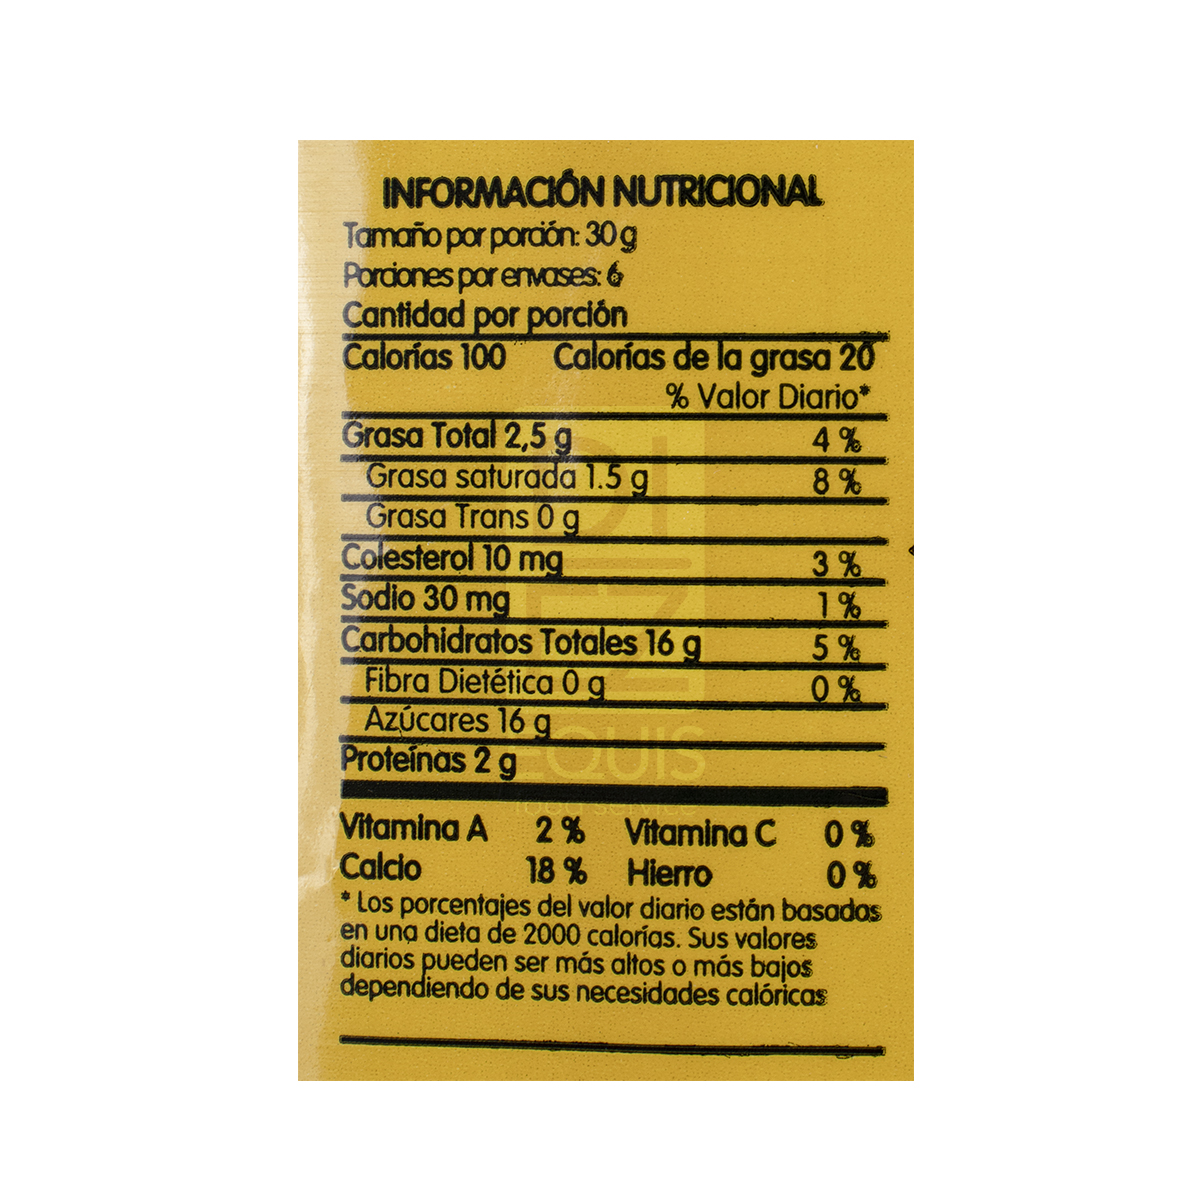 INFORMACIÓN NUTRICIONAL
Tamaño por porción: 30 g
Porciones por envases: 6
Cantidad por porción
Calorías 100 Calorías de la grasa 20
% Valor Diario*
Grasa Total 2,5 g 4 %
Grasa saturada 1.5 g 8 %
Grasa Trans 0 g
Colesterol 10 mg 3 %
Sodio 30 mg 1 %
Carbohidratos Totales 16 g 5 %
Fibra Dietética 0 g 0 %
Azúcares 16 g
Proteínas 2 g
EQUIS
food service
Vitamina A 2 % Vitamina C 0 %
Calcio 18 % Hierro 0 %
* Los porcentajes del valor diario están basados
en una dieta de 2000 calorías. Sus valores
diarios pueden ser más altos o más bajos
dependiendo de sus necesidades calóricas